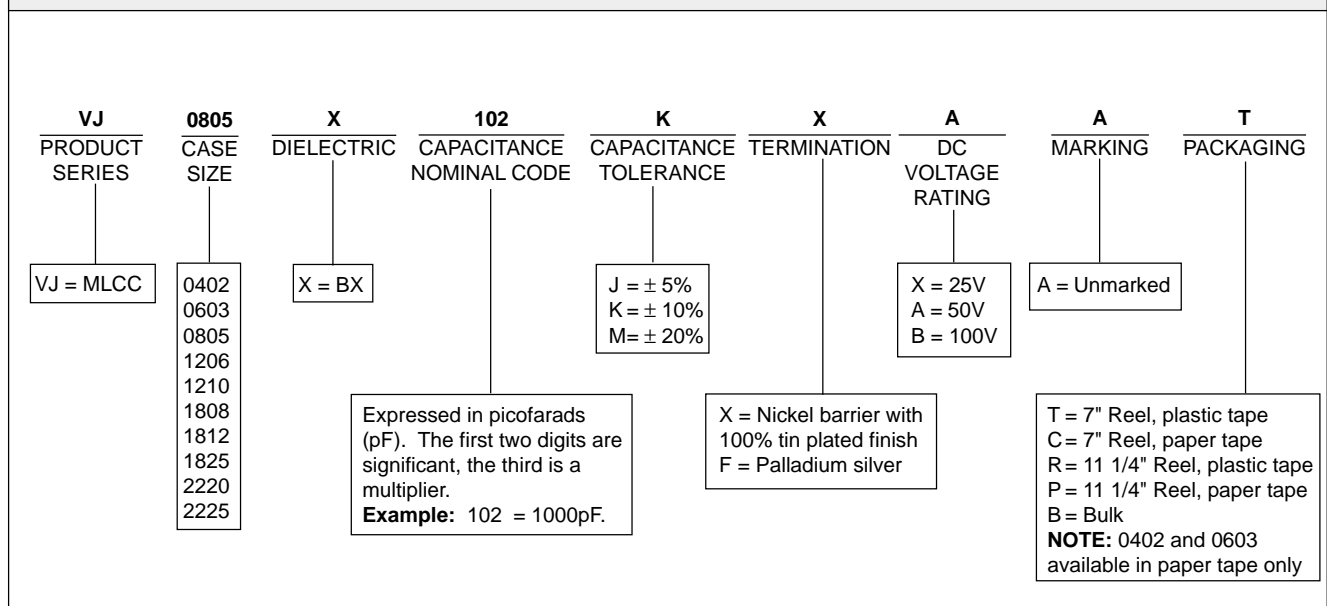 VJ 0805 X 102 K X A A T
PRODUCT SERIES
CASE SIZE
DIELECTRIC
CAPACITANCE NOMINAL CODE
CAPACITANCE TOLERANCE
TERMINATION
DC VOLTAGE RATING
MARKING
PACKAGING
VJ = MLCC
0402
0603
0805
1206
1210
1808
1812
1825
2220
2225
X = BX
Expressed in picofarads
(pF). The first two digits are
significant, the third is a
multiplier.
Example: 102 = 1000pF.
J = ± 5%
K = ± 10%
M= ± 20%
X = Nickel barrier with
100% tin plated finish
F = Palladium silver
X = 25V
A = 50V
B = 100V
A = Unmarked
T = 7" Reel, plastic tape
C = 7" Reel, paper tape
R = 11 1/4" Reel, plastic tape
P = 11 1/4" Reel, paper tape
B = Bulk
NOTE: 0402 and 0603
available in paper tape only